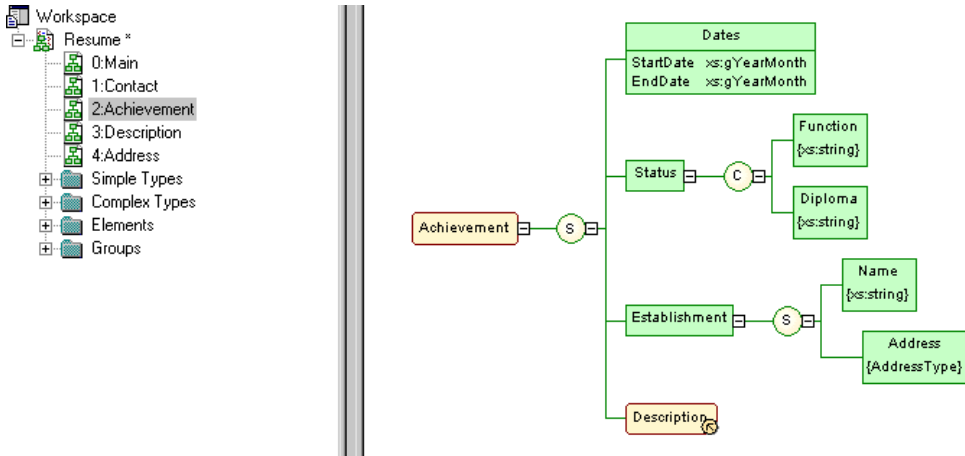 Workspace
Resume *
0:Main
1:Contact
2:Achievement
3:Description
4:Address
Simple Types
Complex Types
Elements
Groups
Dates
StartDate xs:gYearMonth
EndDate xs:gYearMonth
Function
{xs:string}
Status
C
Diploma
{xs:string}
Achievement
S
Name
{xs:string}
Establishment
S
Address
{AddressType}
Description